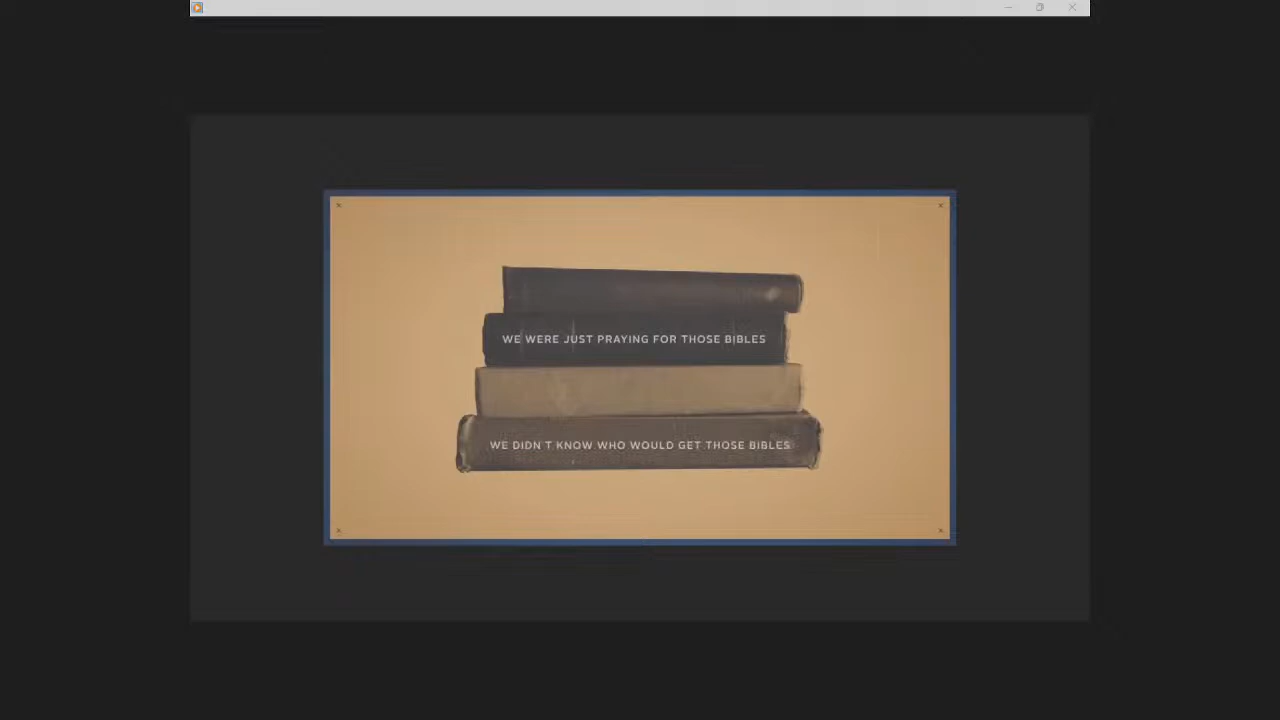 WE WERE JUST PRAYING FOR THOSE BIBLES
WE DIDN T KNOW WHO WOULD GET THOSE BIBLES